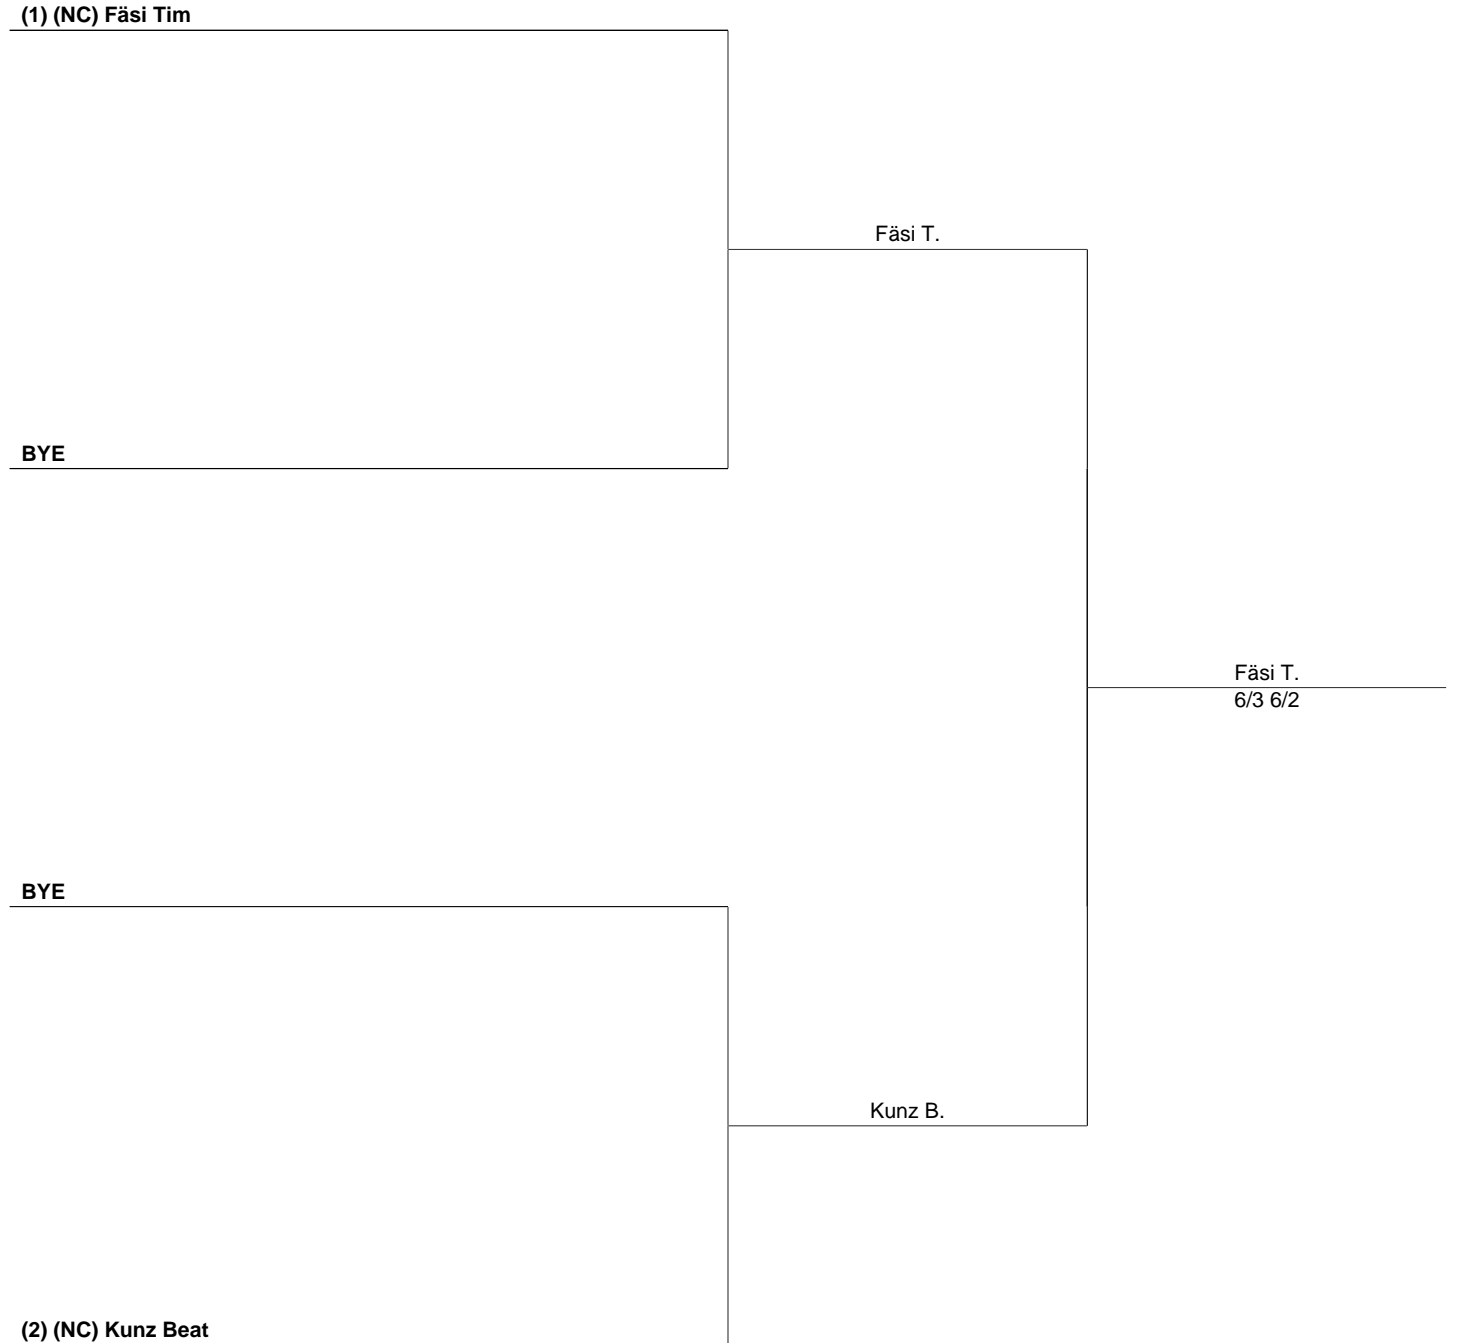 (1) (NC) Fäsi Tim
Fäsi T.
BYE
Fäsi T.
6/3 6/2
BYE
Kunz B.
(2) (NC) Kunz Beat